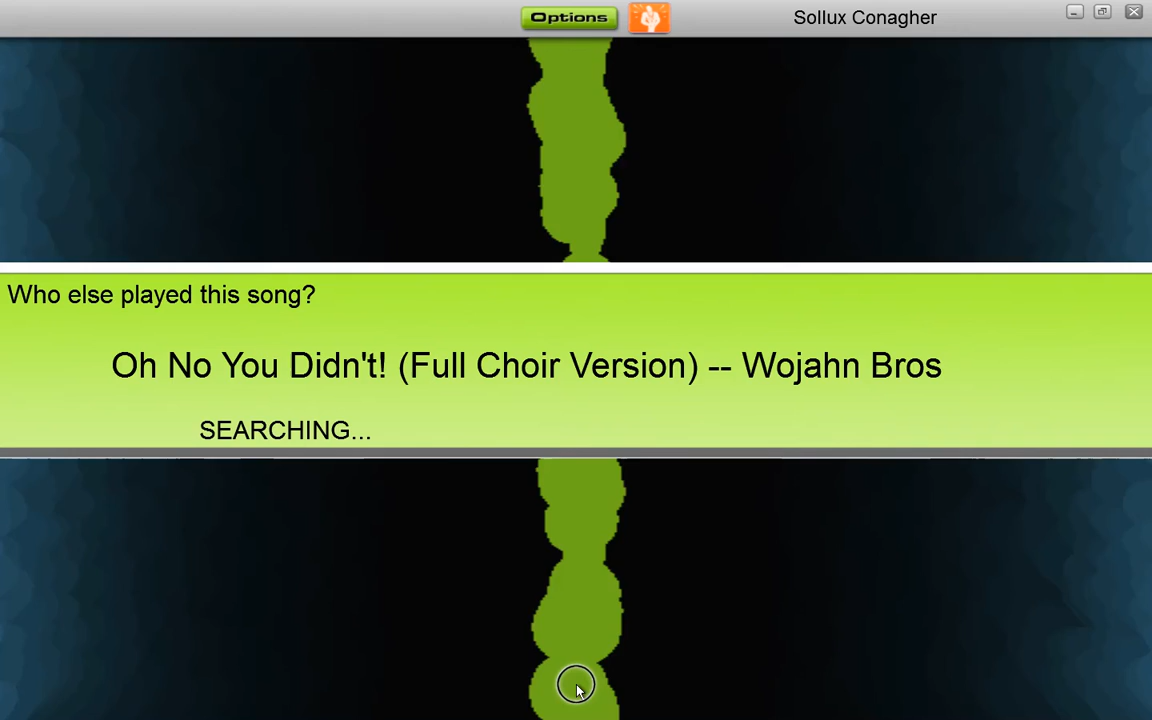 Options
Sollux Conagher
Who else played this song?
Oh No You Didn't! (Full Choir Version) -- Wojahn Bros
SEARCHING...